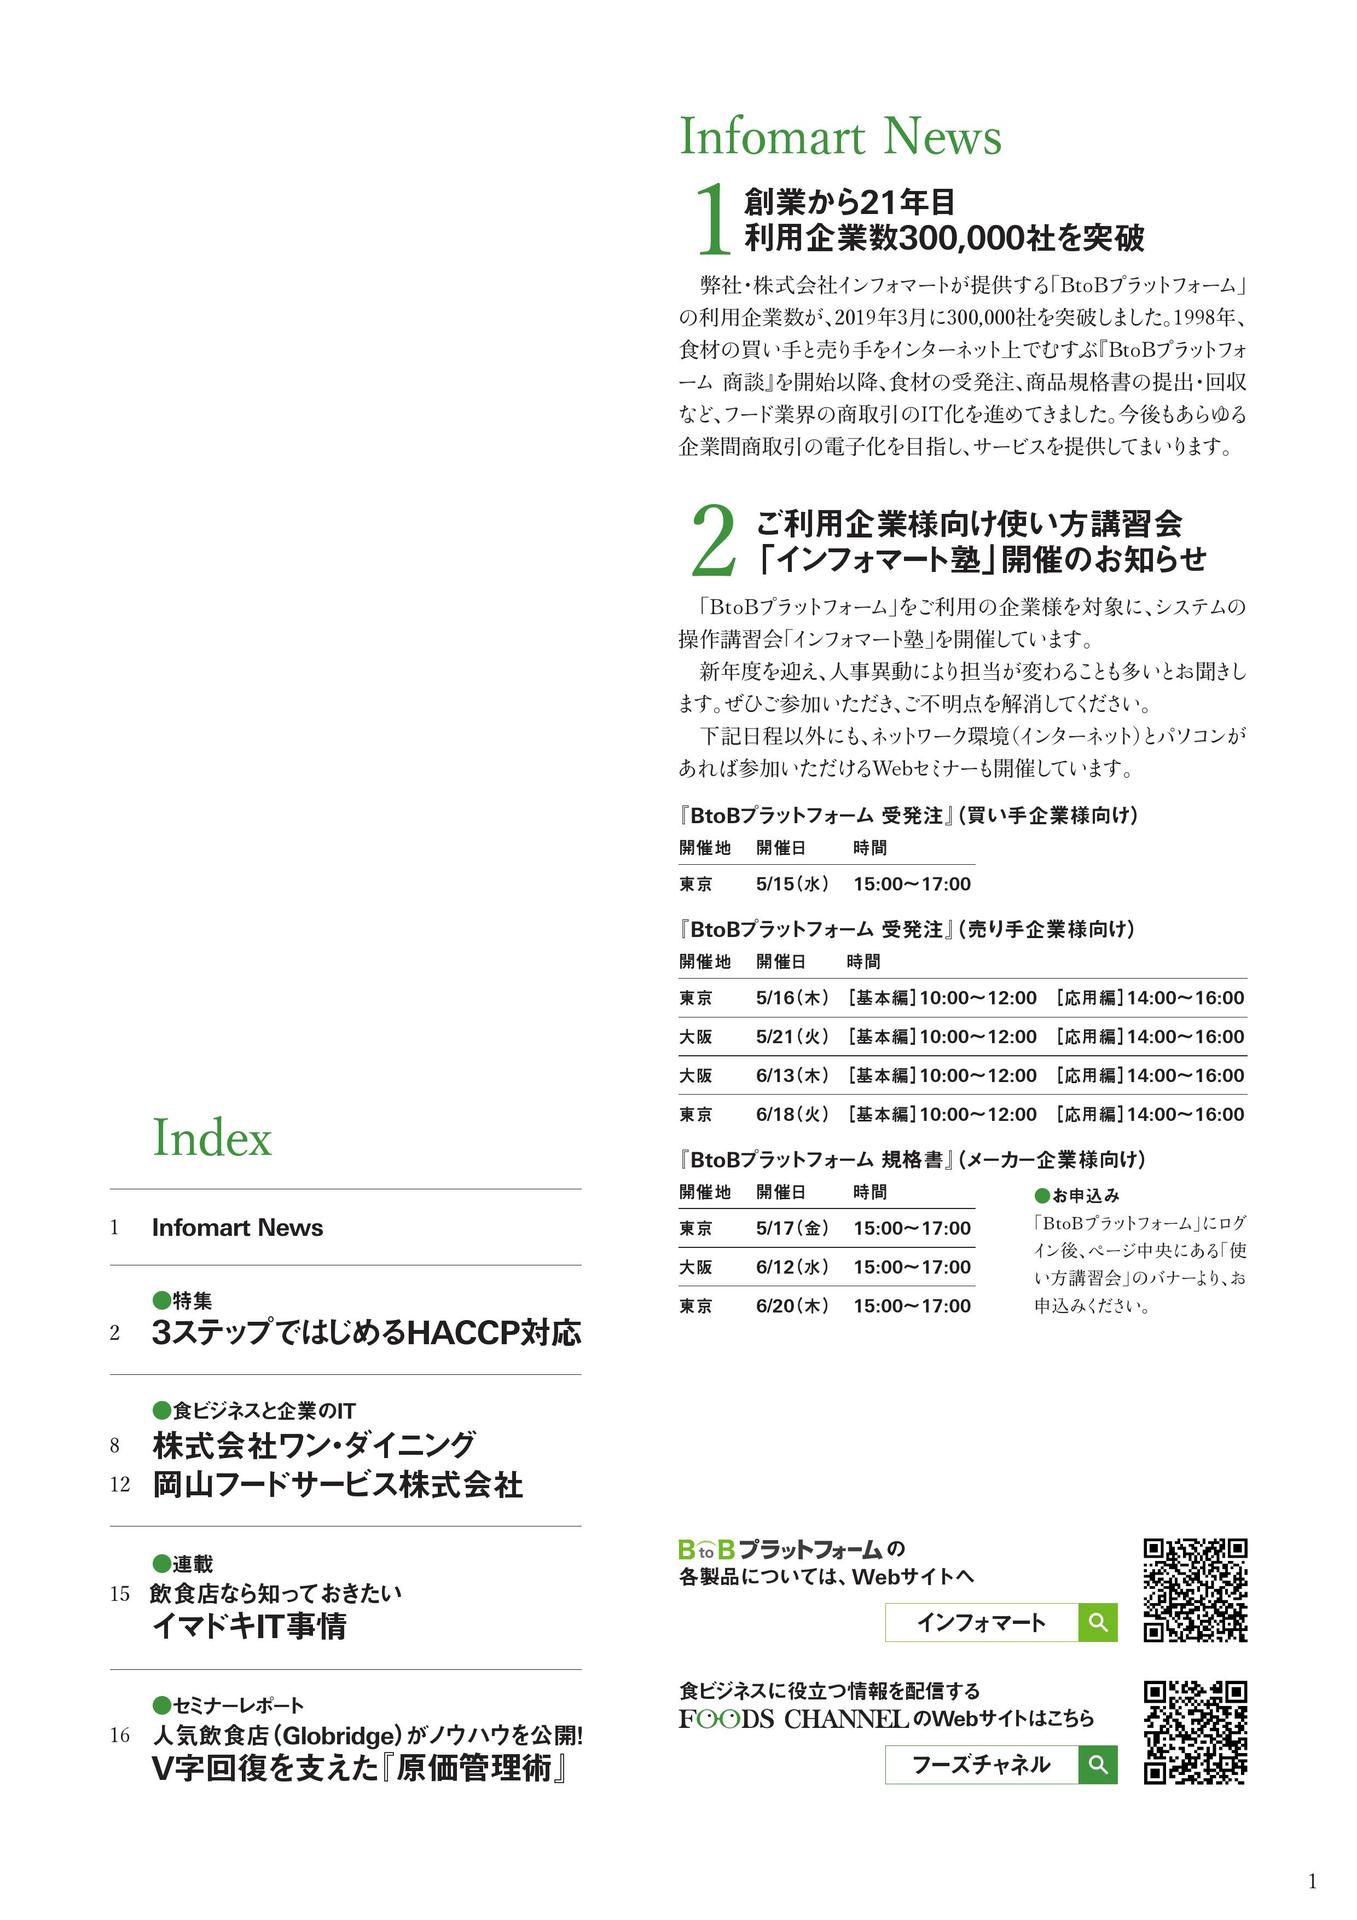 Infomart News
1
創業から21年目
利用企業数300,000社を突破
弊社・株式会社インフォマートが提供する「BtoBプラットフォーム」
の利用企業数が、2019年3月に300,000社を突破しました。1998年、
食材の買い手と売り手をインターネット上でむすぶ『BtoBプラットフォ
ーム 商談』を開始以降、食材の受発注、商品規格書の提出・回収
など、フード業界の商取引のIT化を進めてきました。今後もあらゆる
企業間商取引の電子化を目指し、サービスを提供してまいります。
2
ご利用企業様向け使い方講習会
「インフォマート塾」開催のお知らせ
「BtoBプラットフォーム」をご利用の企業様を対象に、システムの
操作講習会「インフォマート塾」を開催しています。
新年度を迎え、人事異動により担当が変わることも多いとお聞きし
ます。ぜひご参加いただき、ご不明点を解消してください。
下記日程以外にも、ネットワーク環境（インターネット）とパソコンが
あれば参加いただけるWebセミナーも開催しています。
『BtoBプラットフォーム 受発注』（買い手企業様向け）
開催地 開催日 時間
東京 5/15（水） 15:00〜17:00
『BtoBプラットフォーム 受発注』（売り手企業様向け）
開催地 開催日 時間
東京 5/16（木） ［基本編］10:00〜12:00 ［応用編］14:00〜16:00
大阪 5/21（火） ［基本編］10:00〜12:00 ［応用編］14:00〜16:00
大阪 6/13（木） ［基本編］10:00〜12:00 ［応用編］14:00〜16:00
東京 6/18（火） ［基本編］10:00〜12:00 ［応用編］14:00〜16:00
『BtoBプラットフォーム 規格書』（メーカー企業様向け）
開催地 開催日 時間
東京 5/17（金） 15:00〜17:00
大阪 6/12（水） 15:00〜17:00
東京 6/20（木） 15:00〜17:00
●お申込み
「BtoBプラットフォーム」にログ
イン後、ページ中央にある「使
い方講習会」のバナーより、お
申込みください。
Index
1 Infomart News
●特集
2 3ステップではじめるHACCP対応
●食ビジネスと企業のIT
8 株式会社ワン・ダイニング
12 岡山フードサービス株式会社
●連載
15 飲食店なら知っておきたい
イマドキIT事情
●セミナーレポート
16 人気飲食店（Globridge）がノウハウを公開!
V字回復を支えた『原価管理術』
BtoBプラットフォームの
各製品については、Webサイトへ
インフォマート
食ビジネスに役立つ情報を配信する
FOODS CHANNELのWebサイトはこちら
フーズチャネル
1